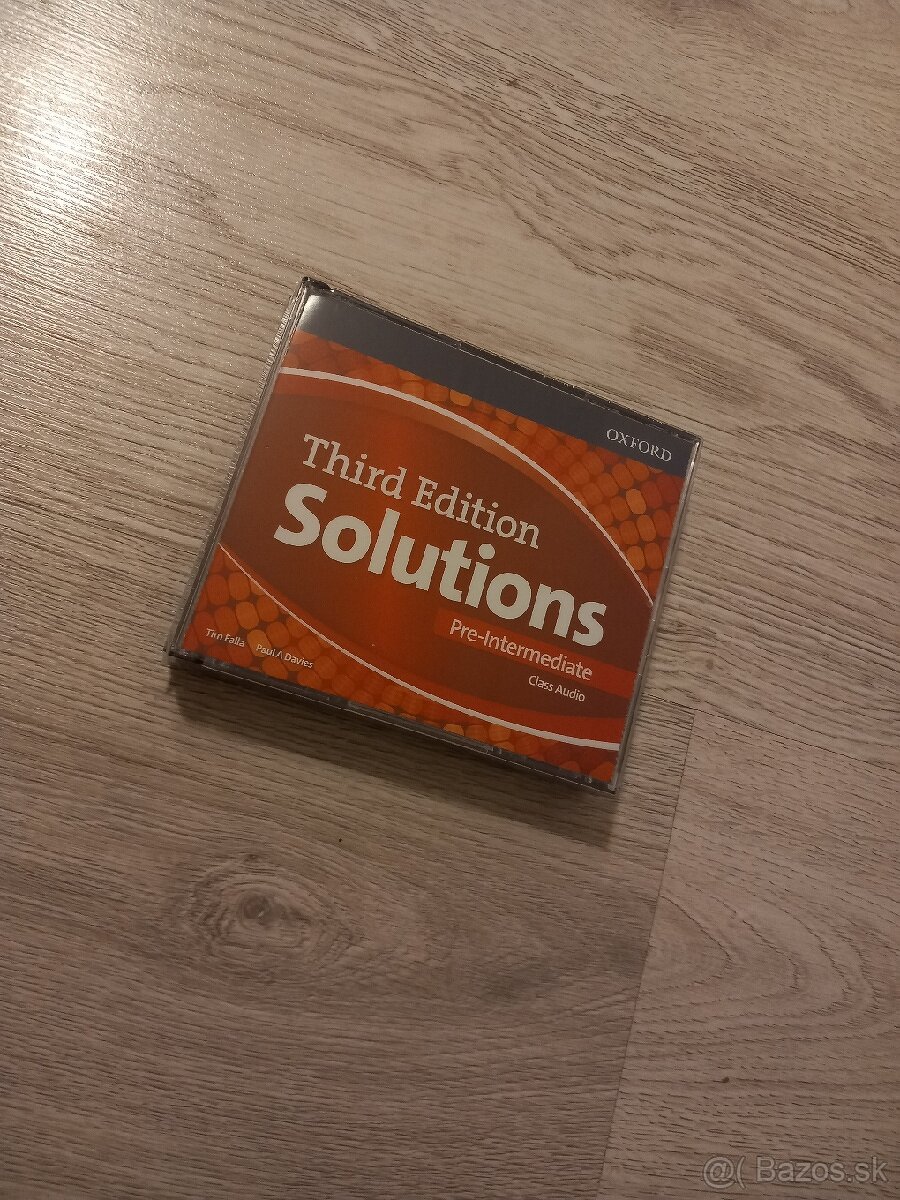 OXFORD
Third Edition
Solutions
Pre-Intermediate
Class Audio
Tim Falla Paul A Davies
@( Bazos.sk